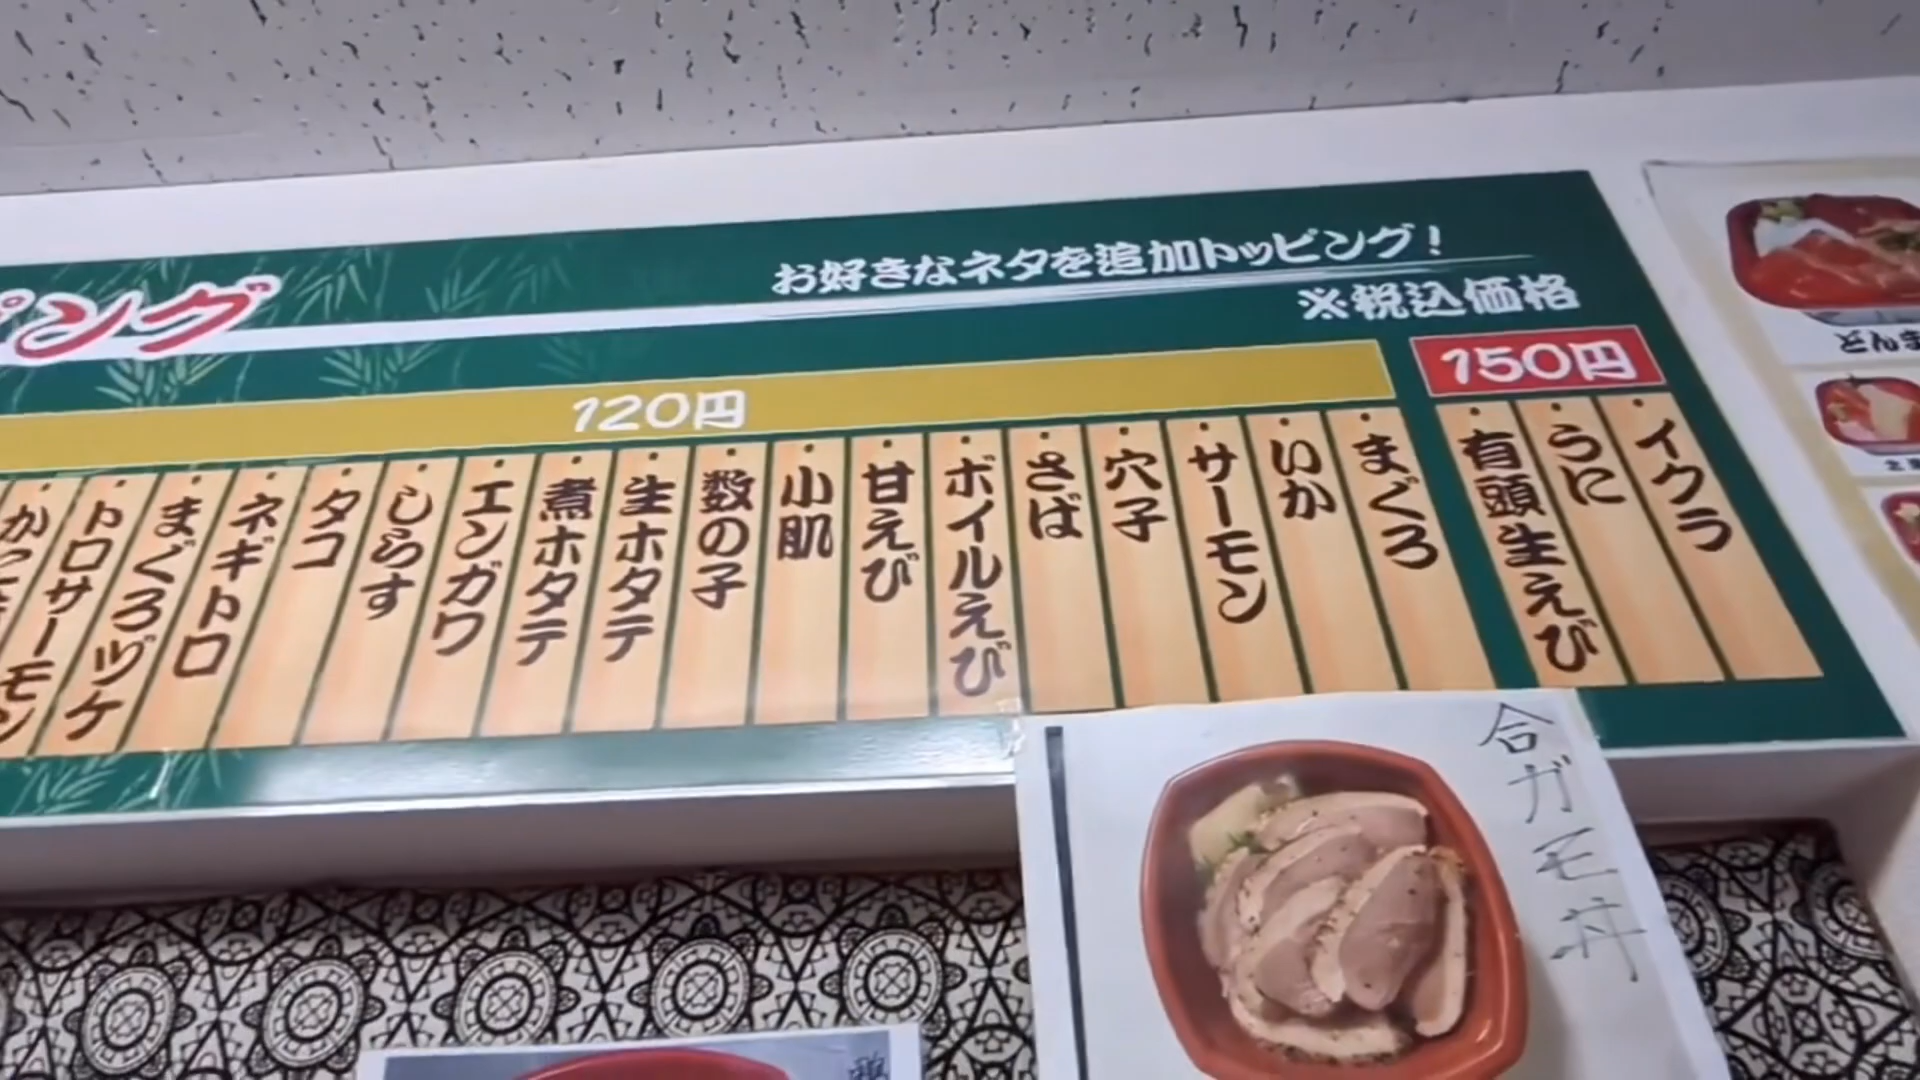 ング
お好きなネタを追加トッピング!
※税込価格
150円
イクラ
うに
有頭生えび
120円
まぐろ
いか
サーモン
穴子
さば
ボイルえび
甘えび
小肌
数の子
生ホタテ
煮ホタテ
エンガワ
しらす
タコ
ネギトロ
まぐろヅケ
トロサーモン
どんま
合ガモ丼